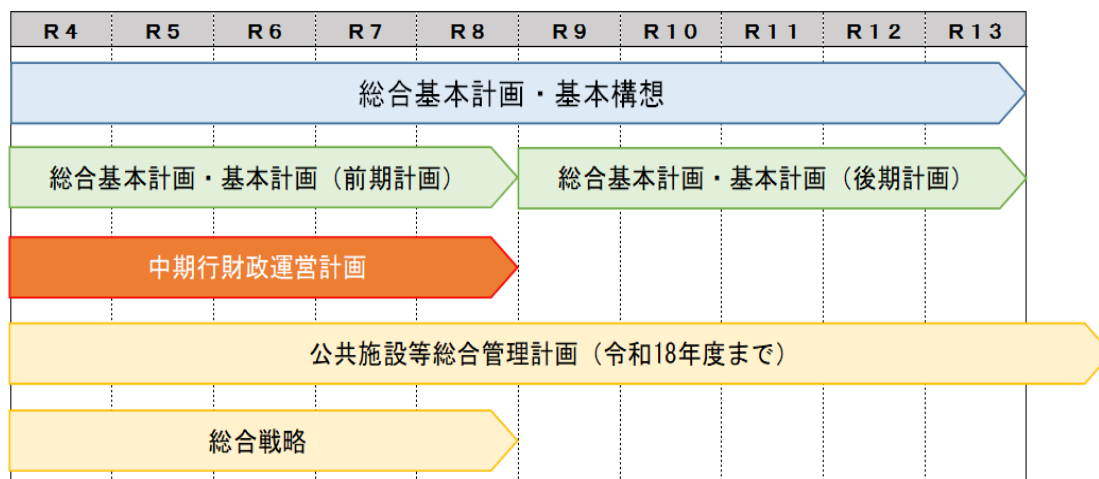 R4 R5 R6 R7 R8 R9 R10 R11 R12 R13
総合基本計画・基本構想
総合基本計画・基本計画（前期計画） 総合基本計画・基本計画（後期計画）
中期行財政運営計画
公共施設等総合管理計画（令和18年度まで）
総合戦略